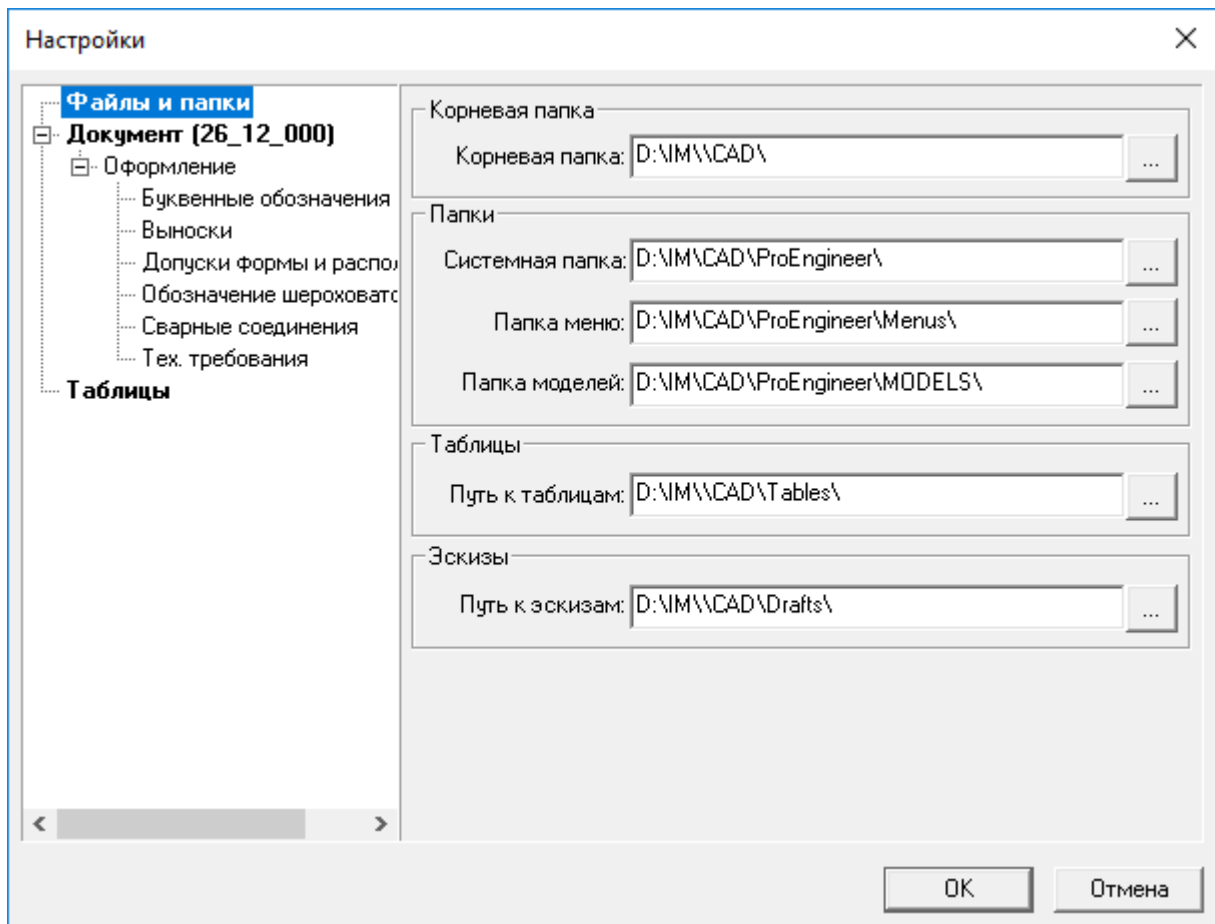 Настройки
Файлы и папки
Документ (26_12_000)
Оформление
Буквенные обозначения
Выноски
Допуски формы и распол
Обозначение шероховатс
Сварные соединения
Тех. требования
Таблицы
Корневая папка
Корневая папка: D:\IM\\CAD\ ...
Папки
Системная папка: D:\IM\CAD\ProEngineer\ ...
Папка меню: D:\IM\CAD\ProEngineer\Menus\ ...
Папка моделей: D:\IM\CAD\ProEngineer\MODELS\ ...
Таблицы
Путь к таблицам: D:\IM\\CAD\Tables\ ...
Эскизы
Путь к эскизам: D:\IM\\CAD\Drafts\ ...
OK Отмена